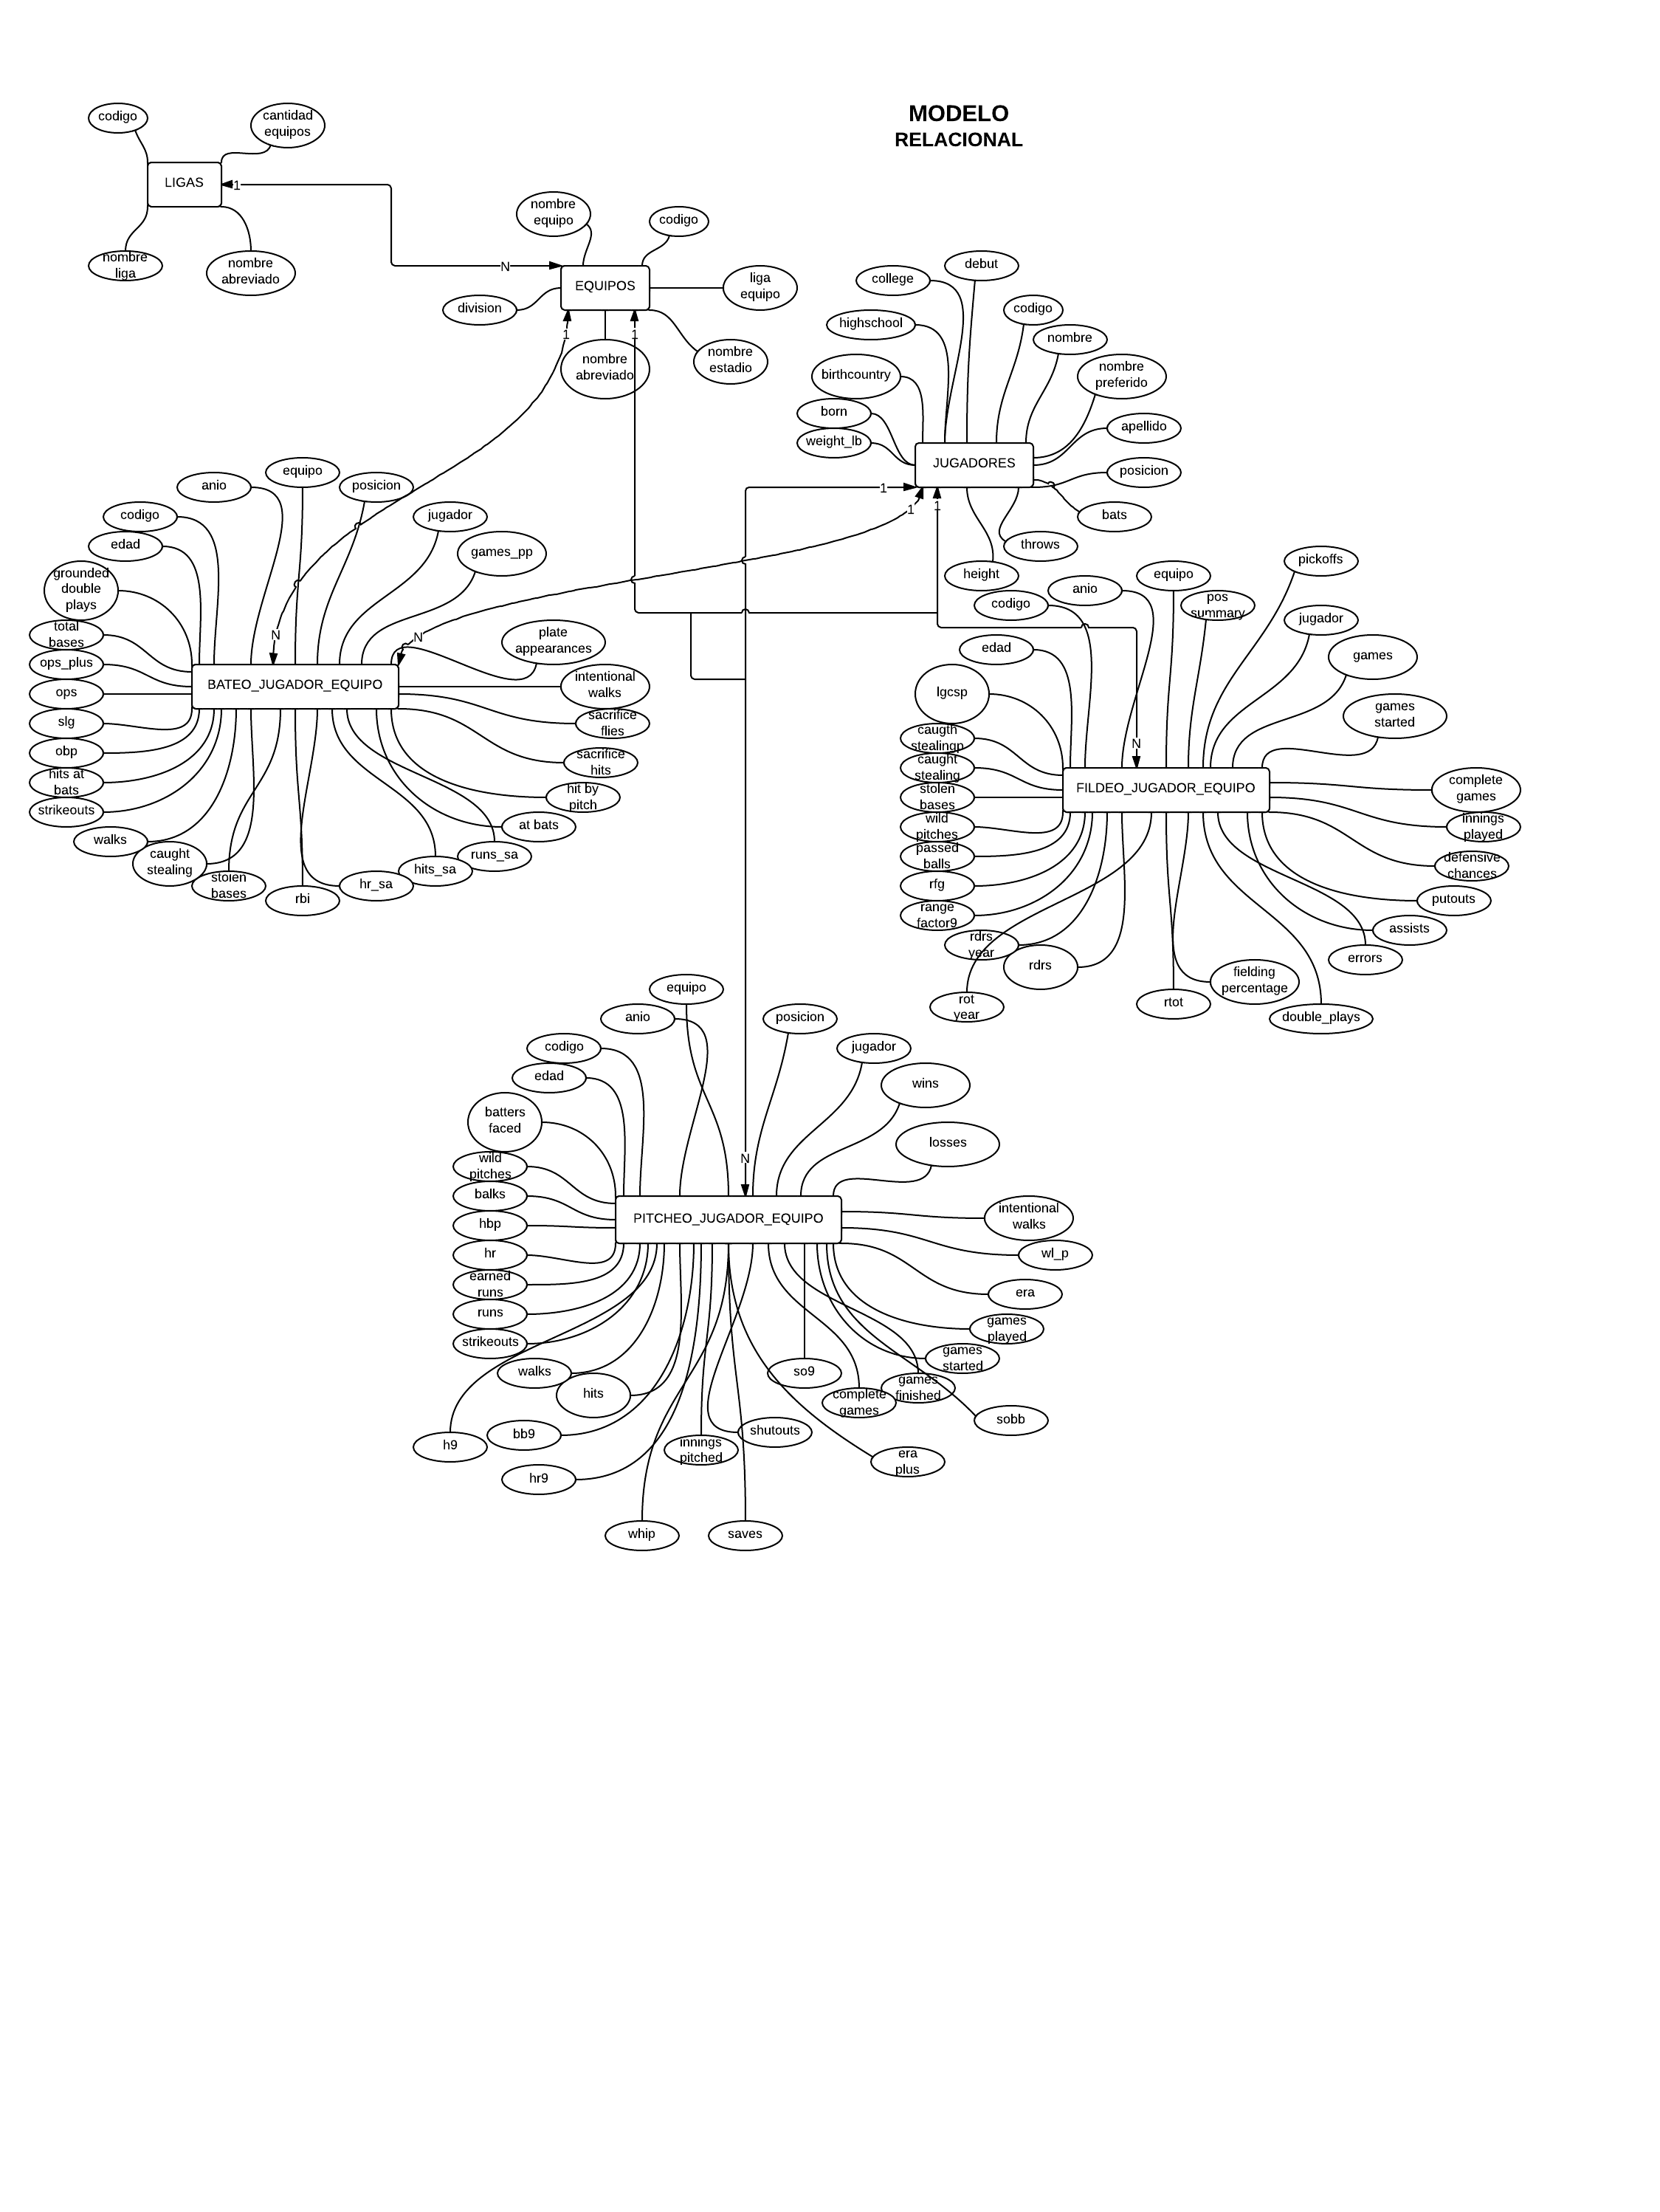 MODELO
RELACIONAL
codigo
cantidad
equipos
LIGAS
1
nombre
liga
nombre
abreviado
N
nombre
equipo
codigo
EQUIPOS
liga
equipo
division
1
1
nombre
abreviado
nombre
estadio
debut
college
codigo
highschool
nombre
birthcountry
nombre
preferido
born
apellido
weight_lb
JUGADORES
posicion
1
1
1
bats
throws
height
equipo
anio
posicion
codigo
jugador
edad
games_pp
grounded
double
plays
total
bases
N
N
plate
appearances
ops_plus
BATEO_JUGADOR_EQUIPO
intentional
walks
ops
slg
sacrifice
flies
obp
sacrifice
hits
hits at
bats
hit by
pitch
strikeouts
at bats
walks
caught
stealing
runs_sa
hits_sa
stolen
bases
hr_sa
rbi
pickoffs
equipo
anio
codigo
pos
summary
jugador
edad
games
lgcsp
games
started
caugth
stealingp
N
caught
stealing
FILDEO_JUGADOR_EQUIPO
complete
games
stolen
bases
wild
pitches
innings
played
passed
balls
defensive
chances
rfg
putouts
range
factor9
assists
rdrs
year
rdrs
errors
fielding
percentage
rot
year
rtot
double_plays
equipo
anio
posicion
codigo
jugador
edad
wins
batters
faced
losses
wild
pitches
N
balks
PITCHEO_JUGADOR_EQUIPO
intentional
walks
hbp
wl_p
hr
earned
runs
era
runs
games
played
strikeouts
games
started
walks
so9
hits
games
finished
complete
games
sobb
h9
bb9
shutouts
innings
pitched
era
plus
hr9
whip
saves